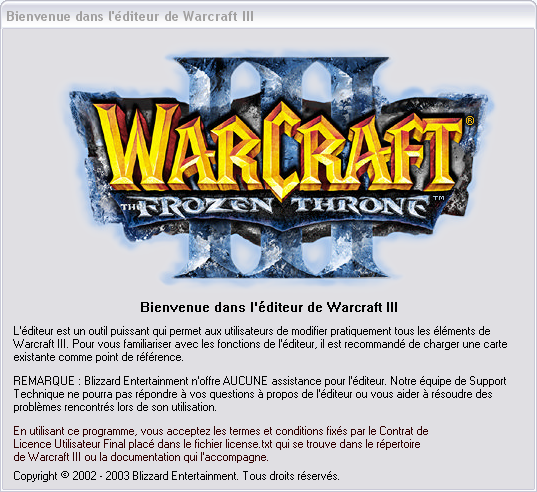 Bienvenue dans l'éditeur de Warcraft III
III
WARCRAFT®
THE FROZEN THRONE™
Bienvenue dans l'éditeur de Warcraft III
L'éditeur est un outil puissant qui permet aux utilisateurs de modifier pratiquement tous les éléments de
Warcraft III. Pour vous familiariser avec les fonctions de l'éditeur, il est recommandé de charger une carte
existante comme point de référence.
REMARQUE : Blizzard Entertainment n'offre AUCUNE assistance pour l'éditeur. Notre équipe de Support
Technique ne pourra pas répondre à vos questions à propos de l'éditeur ou vous aider à résoudre des
problèmes rencontrés lors de son utilisation.
En utilisant ce programme, vous acceptez les termes et conditions fixés par le Contrat de
Licence Utilisateur Final placé dans le fichier license.txt qui se trouve dans le répertoire
de Warcraft III ou la documentation qui l'accompagne.
Copyright © 2002 - 2003 Blizzard Entertainment. Tous droits réservés.